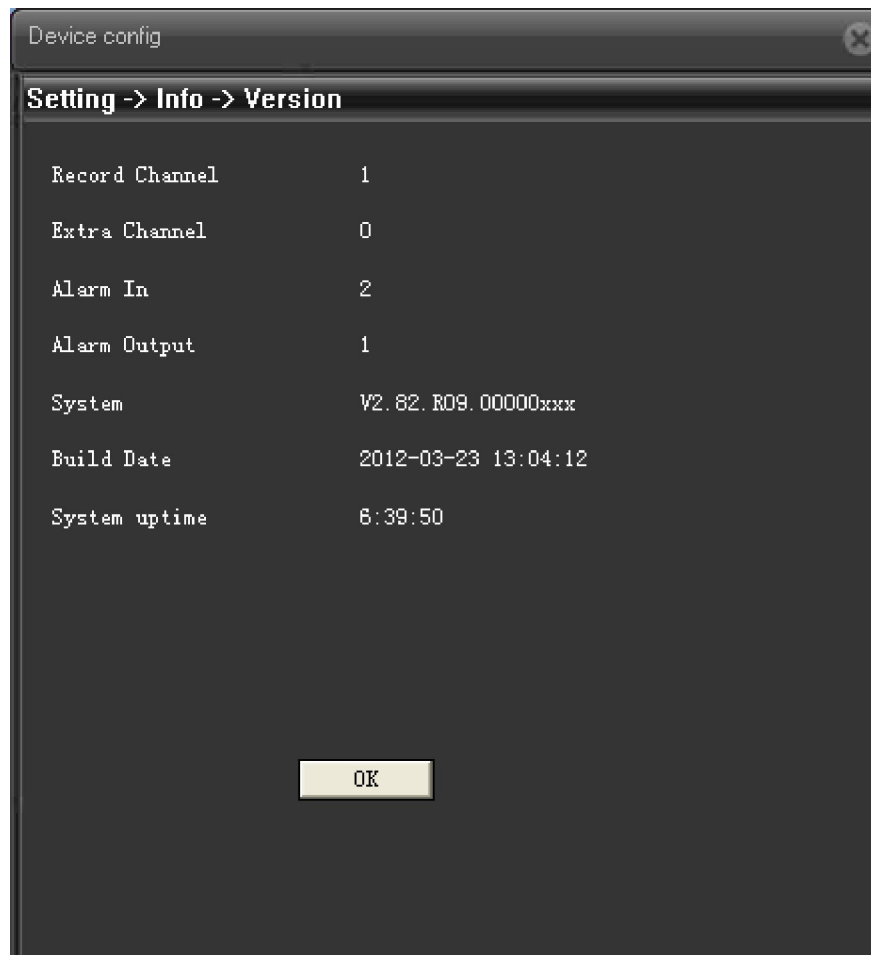 Device config
Setting -> Info -> Version
Record Channel 1
Extra Channel 0
Alarm In 2
Alarm Output 1
System V2.82.R09.00000xxx
Build Date 2012-03-23 13:04:12
System uptime 6:39:50
OK